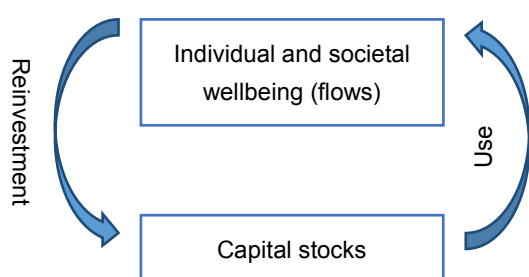 Individual and societal
wellbeing (flows)
Reinvestment
Use
Capital stocks